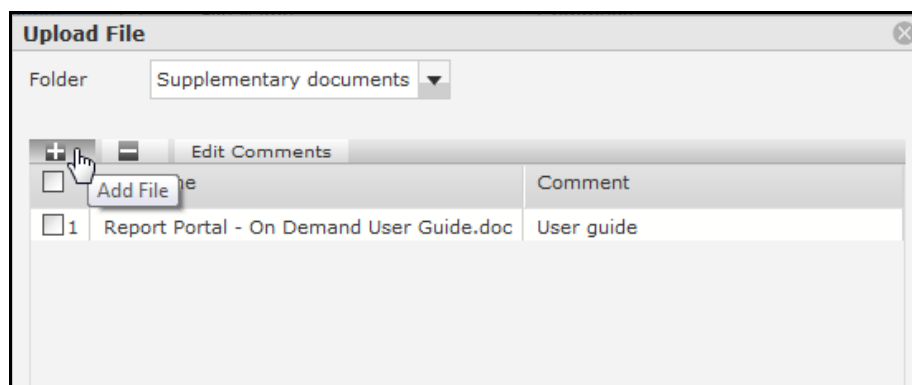 Upload File
Folder Supplementary documents
Edit Comments
Add File Comment
1 Report Portal - On Demand User Guide.doc User guide